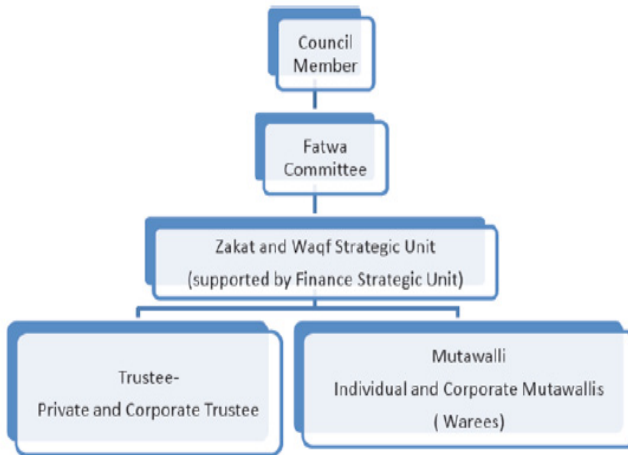 Council
Member
Fatwa
Committee
Zakat and Waqf Strategic Unit
(supported by Finance Strategic Unit)
Trustee-
Private and Corporate Trustee
Mutawalli
Individual and Corporate Mutawallis
( Warees)